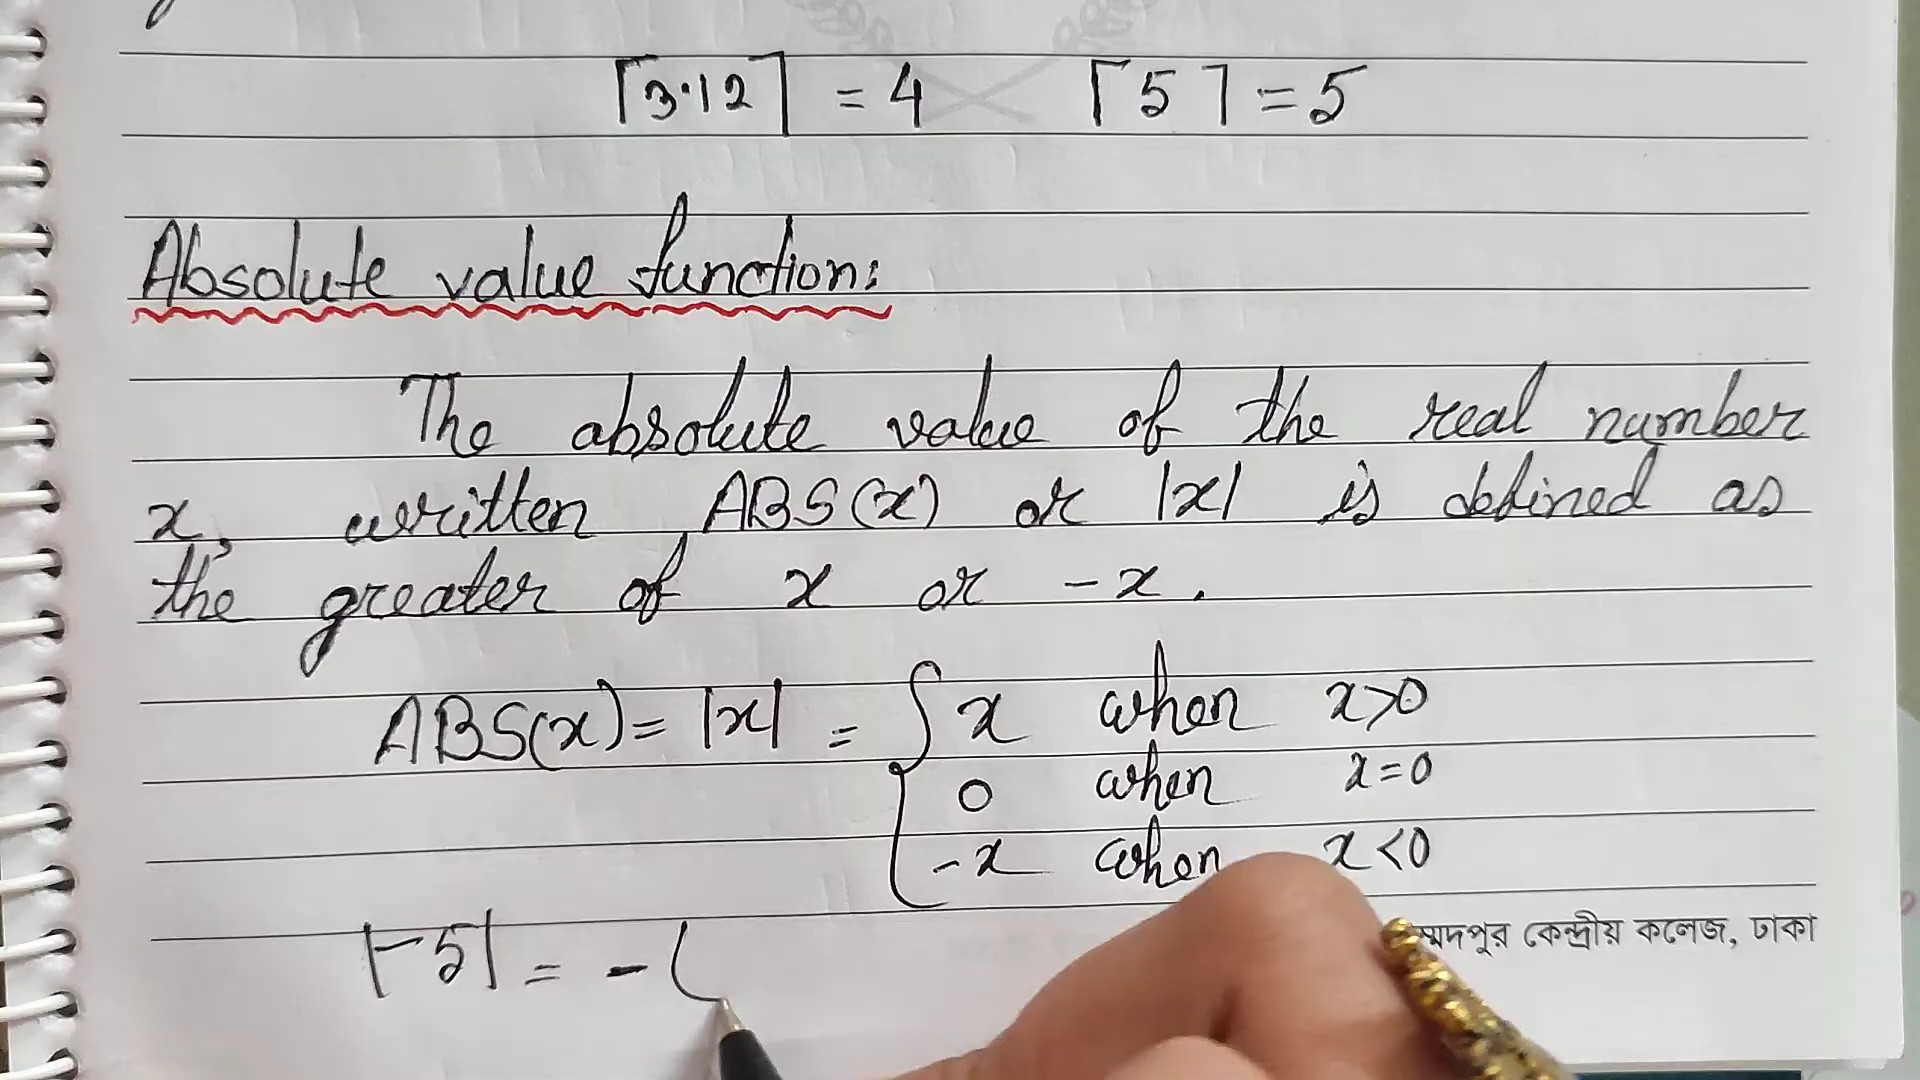 ⌈3.12⌉ = 4 ⌈5⌉ = 5
Absolute value function:
The absolute value of the real number
x, written ABS(x) or |x| is defined as
the greater of x or -x.
ABS(x) = |x| = { x when x>0
0 when x=0
-x when x<0
|-5| = -(
কেন্দ্রীয় কলেজ, ঢাকা